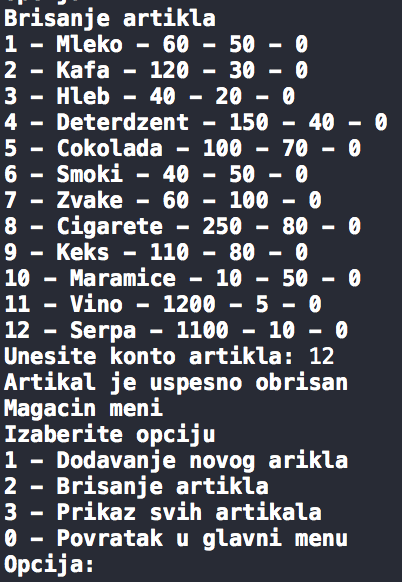 Brisanje artikla
1 - Mleko - 60 - 50 - 0
2 - Kafa - 120 - 30 - 0
3 - Hleb - 40 - 20 - 0
4 - Deterdzent - 150 - 40 - 0
5 - Cokolada - 100 - 70 - 0
6 - Smoki - 40 - 50 - 0
7 - Zvake - 60 - 100 - 0
8 - Cigarete - 250 - 80 - 0
9 - Keks - 110 - 80 - 0
10 - Maramice - 10 - 50 - 0
11 - Vino - 1200 - 5 - 0
12 - Serpa - 1100 - 10 - 0
Unesite konto artikla: 12
Artikal je uspesno obrisan
Magacin meni
Izaberite opciju
1 - Dodavanje novog arikla
2 - Brisanje artikla
3 - Prikaz svih artikala
0 - Povratak u glavni menu
Opcija: